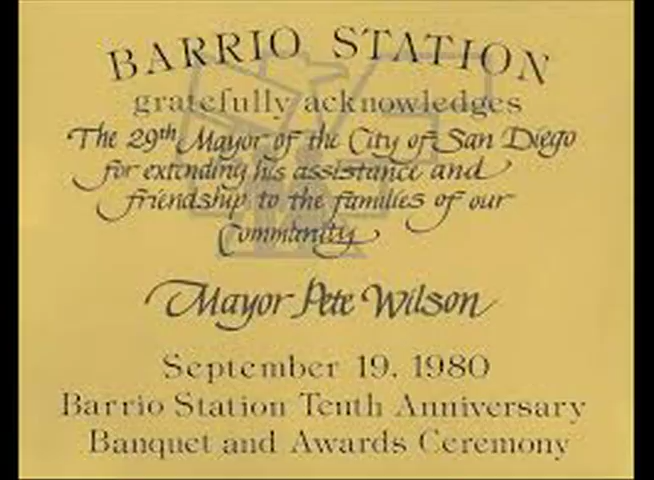 BARRIO STATION
gratefully acknowledges
The 29th Mayor of the City of San Diego
for extending his assistance and
friendship to the families of our
Community
Mayor Pete Wilson
September 19, 1980
Barrio Station Tenth Anniversary
Banquet and Awards Ceremony